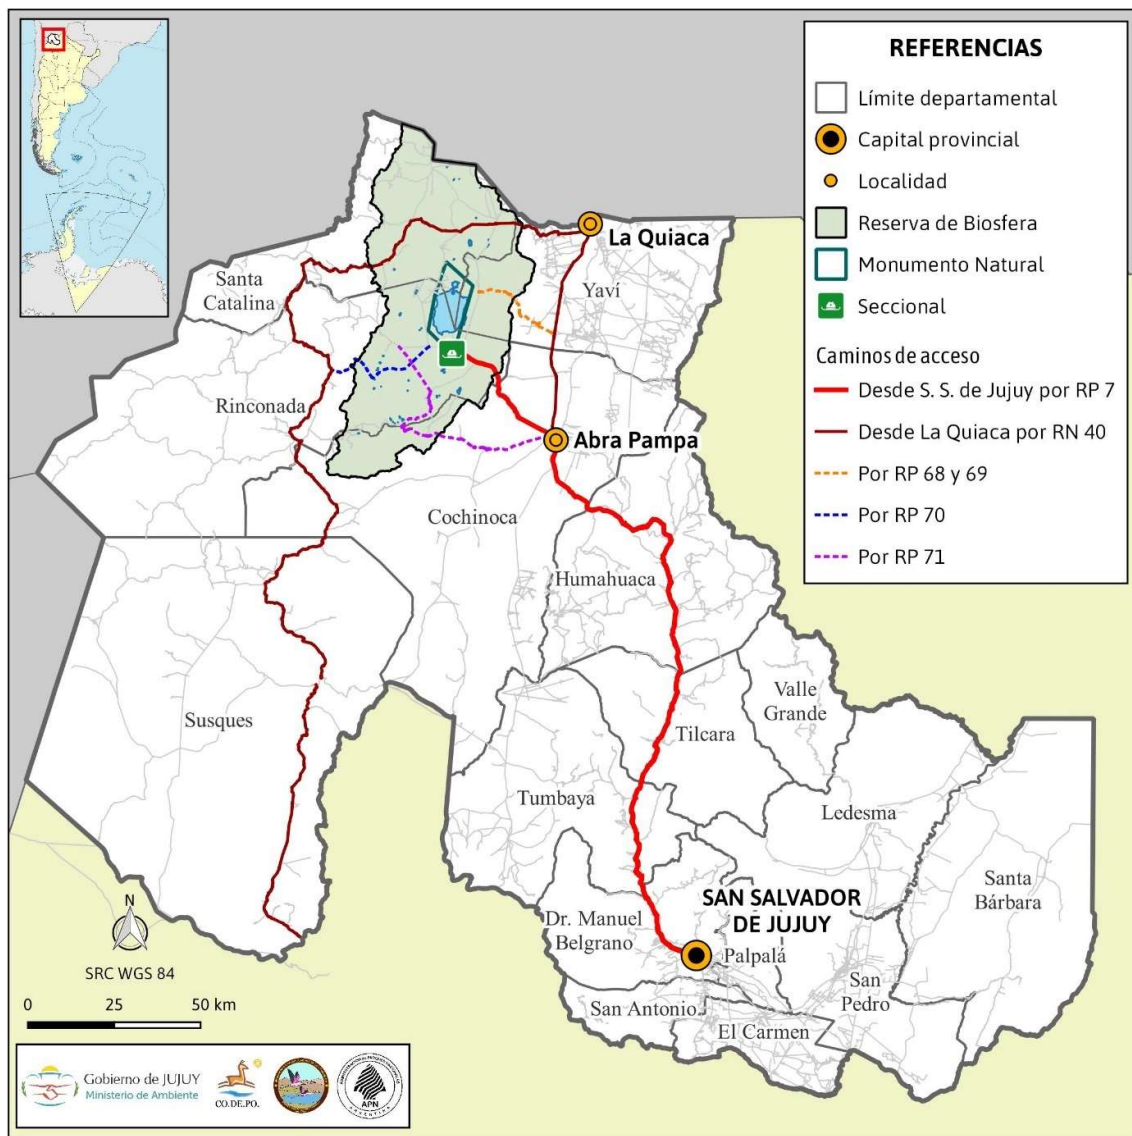 REFERENCIAS
Límite departamental
Capital provincial
Localidad
Reserva de Biosfera
Monumento Natural
Seccional
Caminos de acceso
Desde S. S. de Jujuy por RP 7
Desde La Quiaca por RN 40
Por RP 68 y 69
Por RP 70
Por RP 71
La Quiaca
Santa
Catalina
Yaví
Rinconada
Abra Pampa
Cochinoca
Humahuaca
Susques
Valle
Grande
Tilcara
Tumbaya
Ledesma
Santa
Bárbara
SAN SALVADOR
DE JUJUY
Dr. Manuel
Belgrano
Palpalá
San
Pedro
San Antonio
El Carmen
N
SRC WGS 84
0 25 50 km
Gobierno de JUJUY
Ministerio de Ambiente
CO.DE.PO.
APN
ARGENTINA